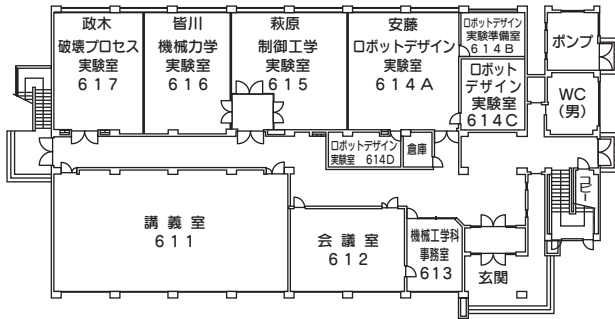 政木
破壊プロセス
実験室
617
皆川
機械力学
実験室
616
萩原
制御工学
実験室
615
安藤
ロボットデザイン
実験室
614A
ロボットデザイン
実験準備室
614B
ロボット
デザイン
実験室
614C
ポンプ
WC
(男)
ロボットデザイン
実験室 614D
倉庫
コピー
講義室
611
会議室
612
機械工学科
事務室
613
玄関